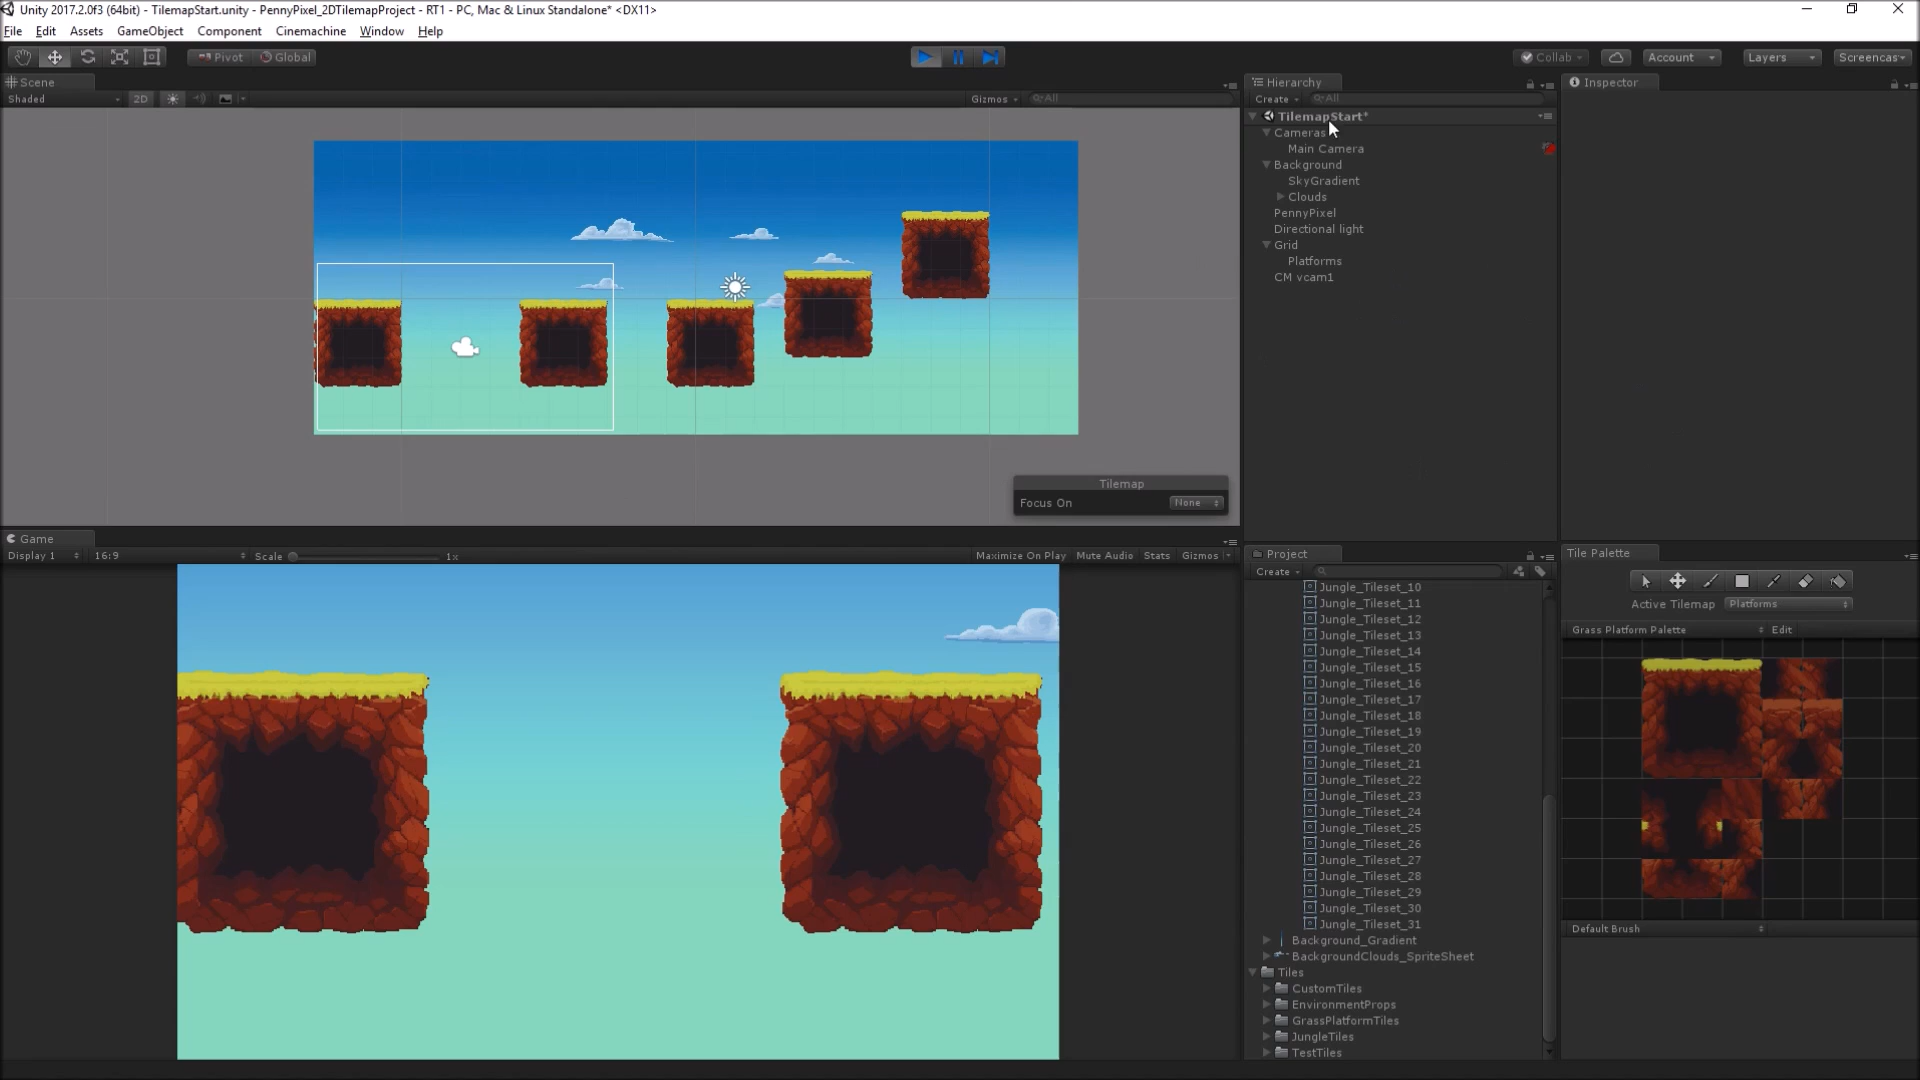 Unity 2017.2.0f3 (64bit) - TilemapStart.unity - PennyPixel_2DTilemapProject - RT1 - PC, Mac & Linux Standalone* <DX11>
File Edit Assets GameObject Component Cinemachine Window Help
Pivot Global Collab Account Layers Screencas
Scene
Shaded 2D Gizmos All
Tilemap
Focus On None
Game
Display 1 16:9 Scale 1x Maximize On Play Mute Audio Stats Gizmos
Hierarchy
Create All
TilemapStart*
Cameras
Main Camera
Background
SkyGradient
Clouds
PennyPixel
Directional light
Grid
Platforms
CM vcam1
Project
Create
Jungle_Tileset_10
Jungle_Tileset_11
Jungle_Tileset_12
Jungle_Tileset_13
Jungle_Tileset_14
Jungle_Tileset_15
Jungle_Tileset_16
Jungle_Tileset_17
Jungle_Tileset_18
Jungle_Tileset_19
Jungle_Tileset_20
Jungle_Tileset_21
Jungle_Tileset_22
Jungle_Tileset_23
Jungle_Tileset_24
Jungle_Tileset_25
Jungle_Tileset_26
Jungle_Tileset_27
Jungle_Tileset_28
Jungle_Tileset_29
Jungle_Tileset_30
Jungle_Tileset_31
Background_Gradient
BackgroundClouds_SpriteSheet
Tiles
CustomTiles
EnvironmentProps
GrassPlatformTiles
JungleTiles
TestTiles
Inspector
Tile Palette
Active Tilemap Platforms
Grass Platform Palette Edit
Default Brush